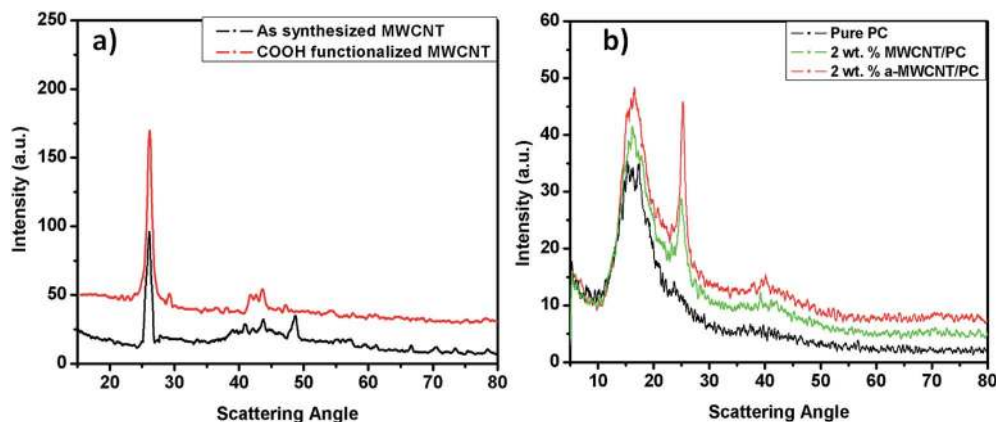 a)
As synthesized MWCNT
COOH functionalized MWCNT
Intensity (a.u.)
250
200
150
100
50
0
20 30 40 50 60 70 80
Scattering Angle
b)
Pure PC
2 wt. % MWCNT/PC
2 wt. % a-MWCNT/PC
Intensity (a.u.)
60
50
40
30
20
10
0
10 20 30 40 50 60 70 80
Scattering Angle